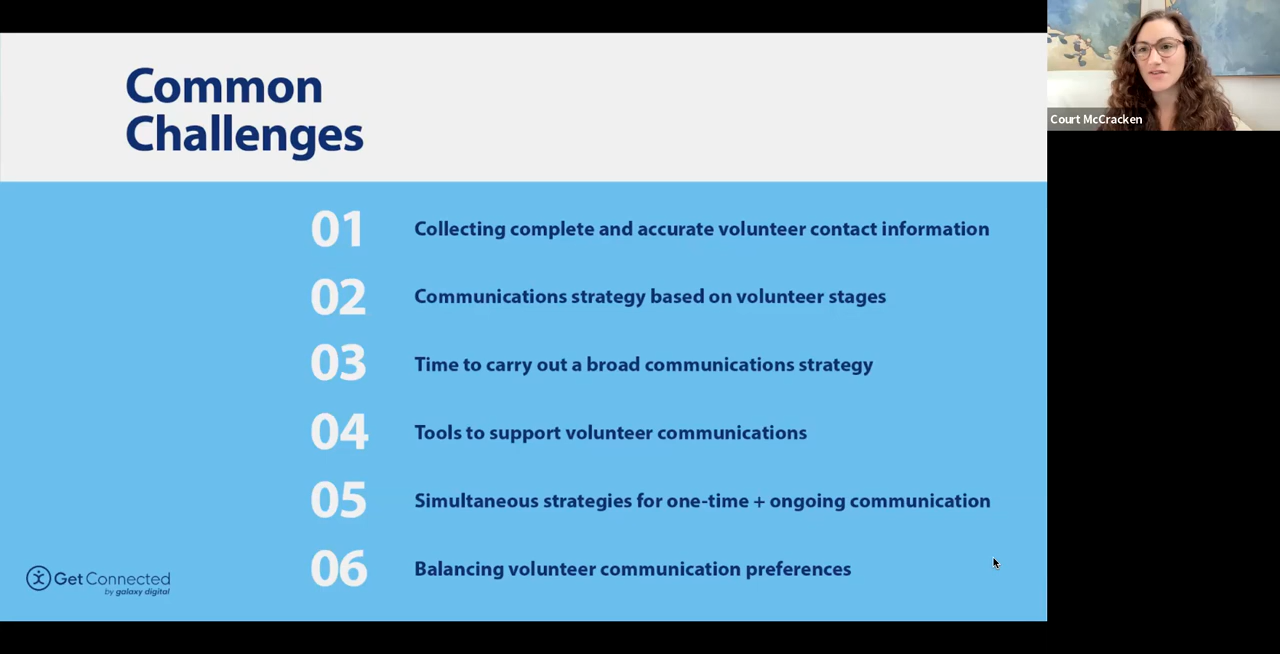 Common
Challenges
01 Collecting complete and accurate volunteer contact information
02 Communications strategy based on volunteer stages
03 Time to carry out a broad communications strategy
04 Tools to support volunteer communications
05 Simultaneous strategies for one-time + ongoing communication
06 Balancing volunteer communication preferences
Get Connected
by galaxy digital
Court McCracken